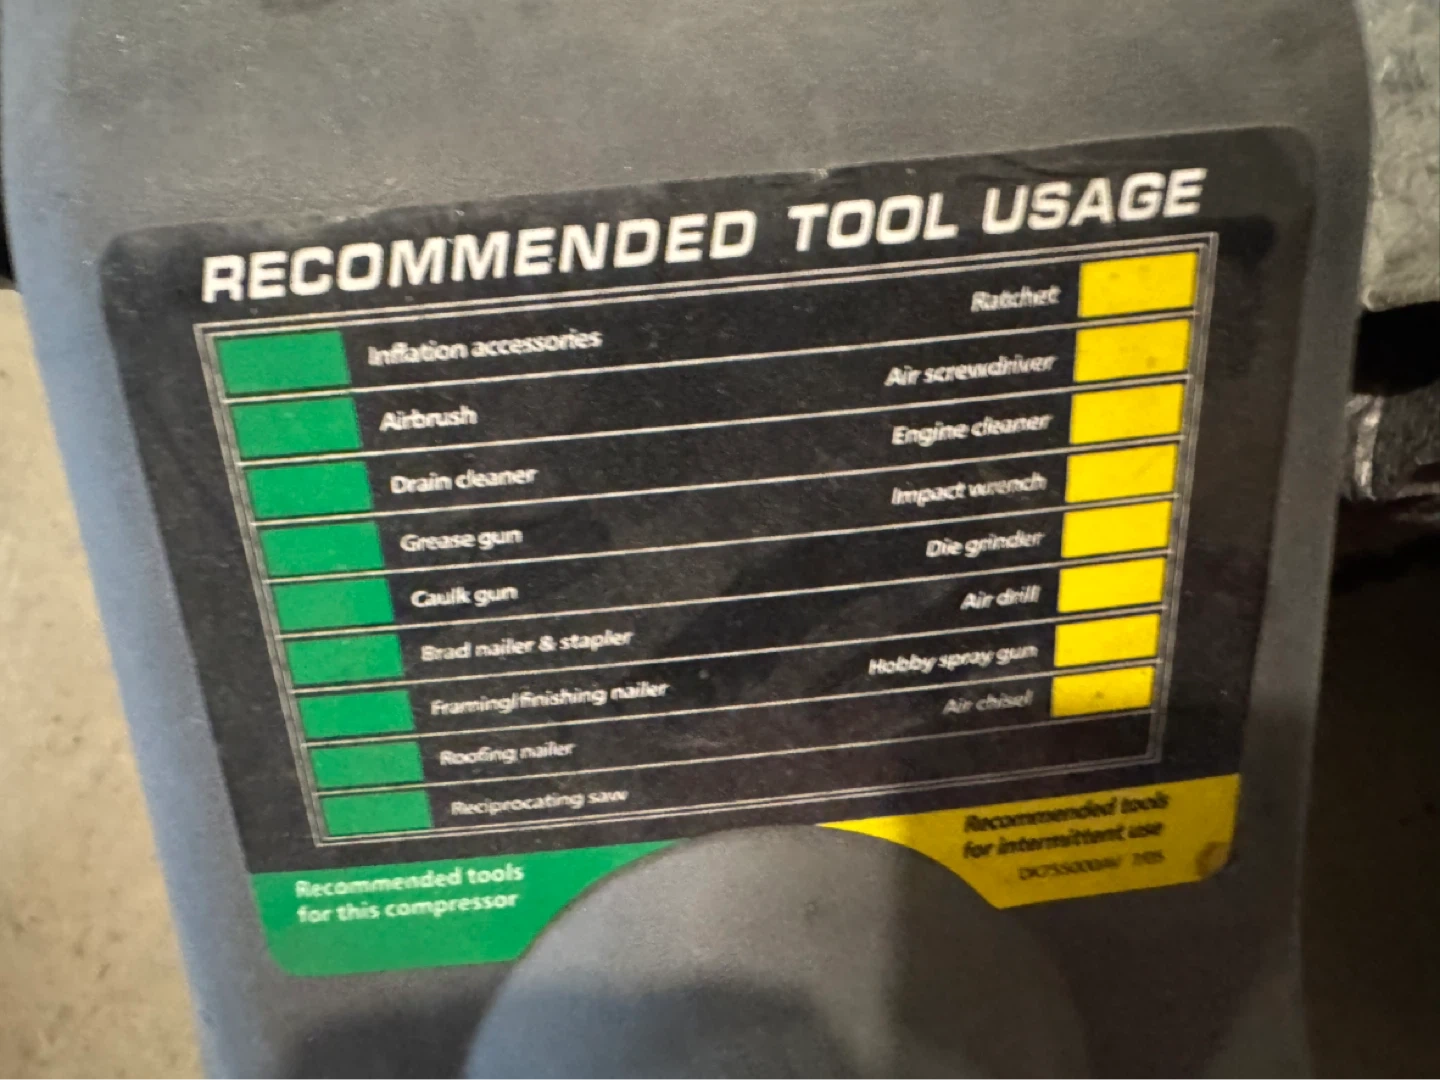 RECOMMENDED TOOL USAGE
Inflation accessories
Airbrush
Drain cleaner
Grease gun
Caulk gun
Brad nailer & stapler
Framing/finishing nailer
Roofing nailer
Reciprocating saw
Ratchet
Air screwdriver
Engine cleaner
Impact wrench
Die grinder
Air drill
Hobby spray gun
Air chisel
Recommended tools
for this compressor
Recommended tools
for intermittent use